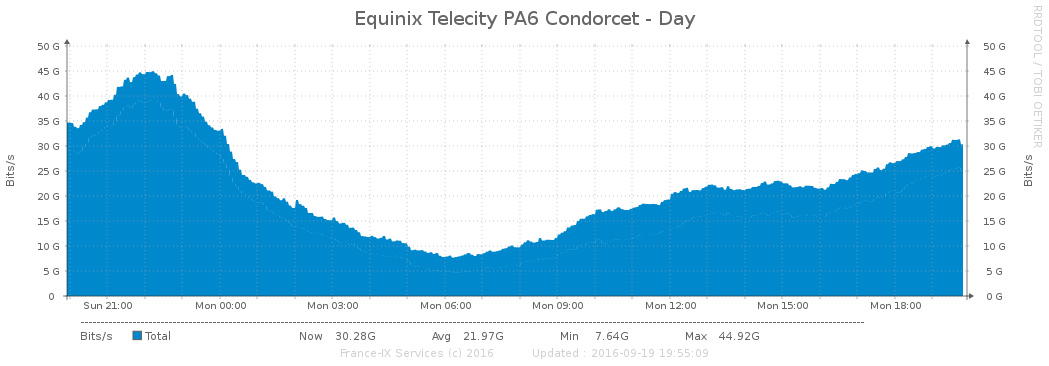 Equinix Telecity PA6 Condorcet - Day
RRDTOOL / TOBI OETIKER
Bits/s
50 G
45 G
40 G
35 G
30 G
25 G
20 G
15 G
10 G
5 G
0
50 G
45 G
40 G
35 G
30 G
25 G
20 G
15 G
10 G
5 G
0 G
Bits/s
Sun 21:00 Mon 00:00 Mon 03:00 Mon 06:00 Mon 09:00 Mon 12:00 Mon 15:00 Mon 18:00
Bits/s Total Now 30.28G Avg 21.97G Min 7.64G Max 44.92G
France-IX Services (c) 2016 Updated : 2016-09-19 19:55:09